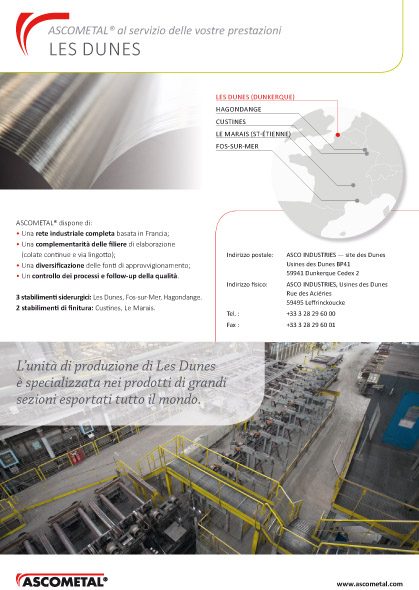 ASCOMETAL® al servizio delle vostre prestazioni
LES DUNES
LES DUNES (DUNKERQUE)
HAGONDANGE
CUSTINES
LE MARAIS (ST-ÉTIENNE)
FOS-SUR-MER
ASCOMETAL® dispone di:
• Una rete industriale completa basata in Francia;
• Una complementarità delle filiere di elaborazione
(colate continue e via lingotto);
• Una diversificazione delle fonti di approvvigionamento;
• Un controllo dei processi e follow-up della qualità.
3 stabilimenti siderurgici: Les Dunes, Fos-sur-Mer, Hagondange.
2 stabilimenti di finitura: Custines, Le Marais.
Indirizzo postale: ASCO INDUSTRIES — site des Dunes
Usines des Dunes BP41
59941 Dunkerque Cedex 2
Indirizzo fisico: ASCO INDUSTRIES, Usines des Dunes
Rue des Aciéries
59495 Leffrinckoucke
Tel. : +33 3 28 29 60 00
Fax : +33 3 28 29 60 01
L'unità di produzione di Les Dunes
è specializzata nei prodotti di grandi
sezioni esportati tutto il mondo.
ASCOMETAL®
www.ascometal.com